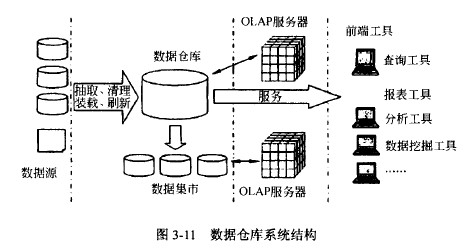 OLAP服务器
前端工具
数据仓库
查询工具
抽取、清理
装载、刷新
服务
报表工具
分析工具
数据挖掘工具
……
数据源
数据集市
OLAP服务器
图 3-11 数据仓库系统结构